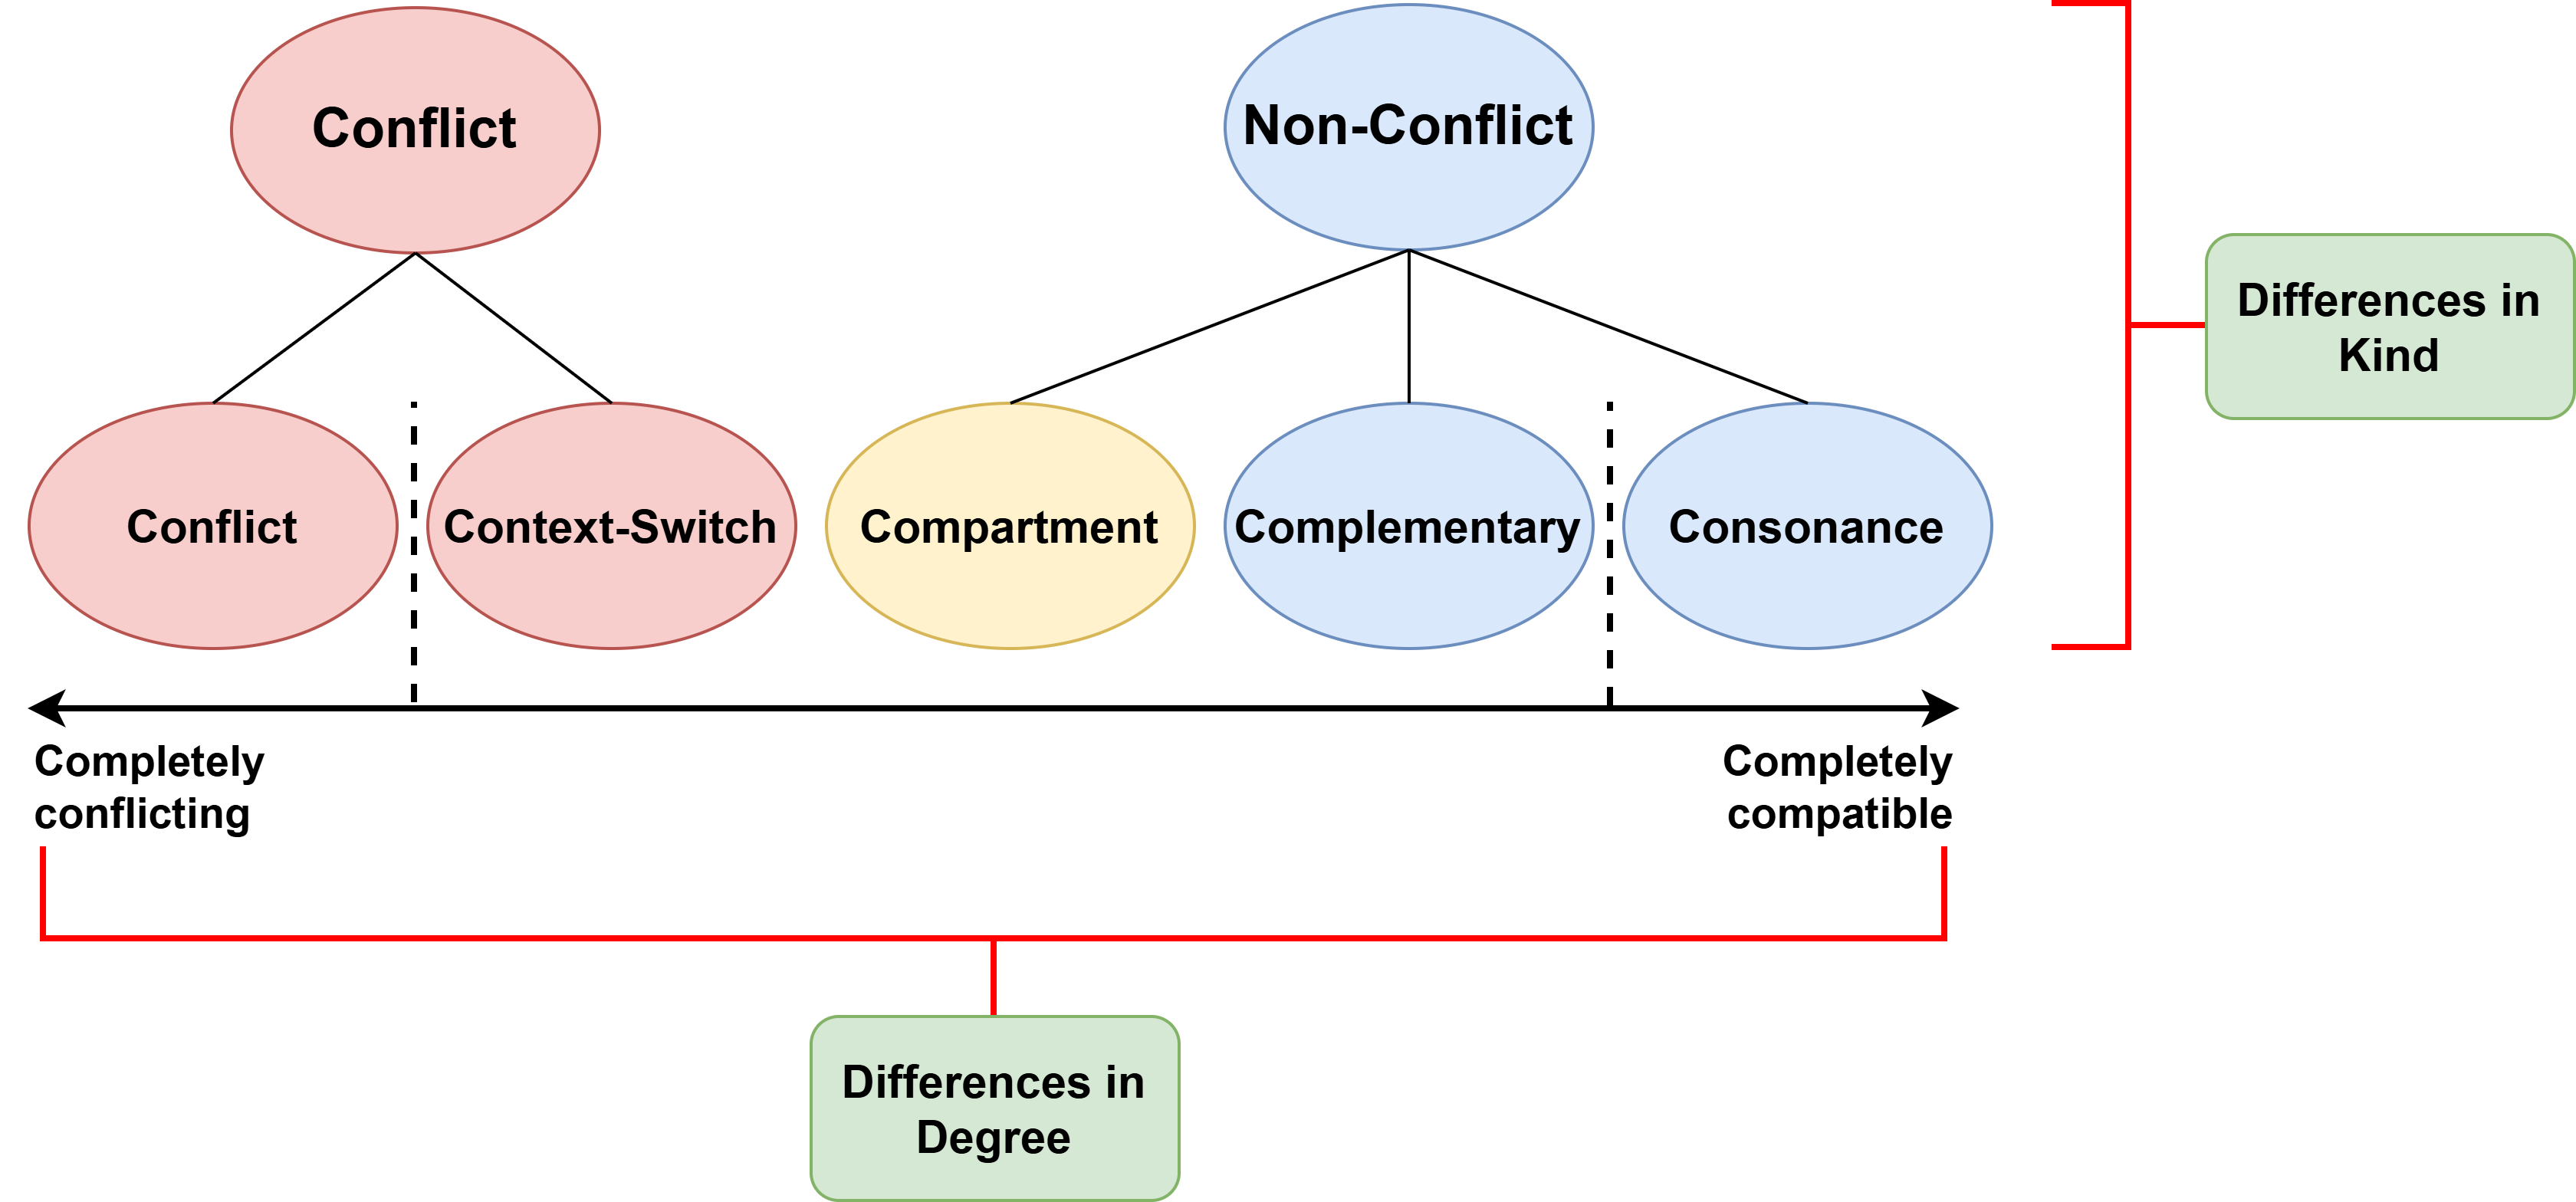 Conflict
Non-Conflict
Differences in
Kind
Conflict
Context-Switch
Compartment
Complementary
Consonance
Completely
conflicting
Completely
compatible
Differences in
Degree